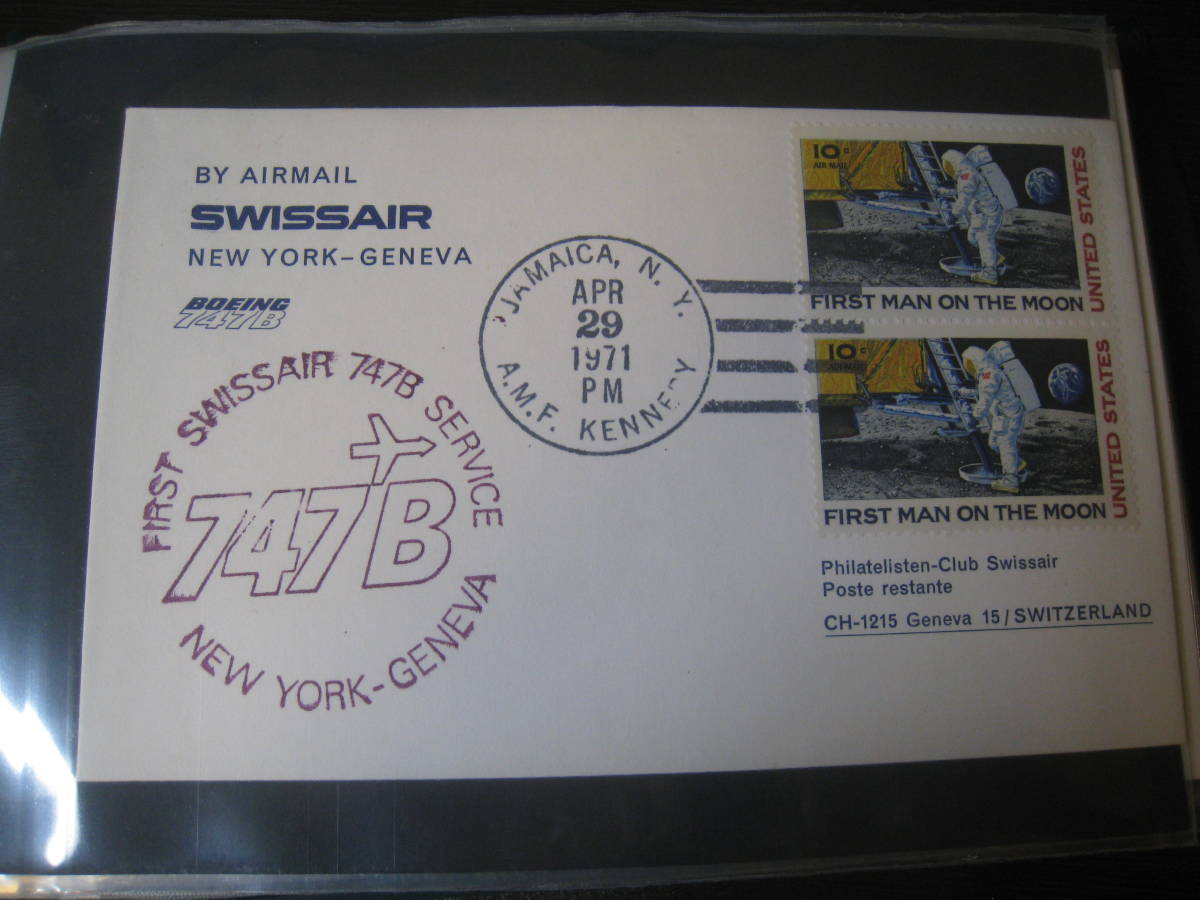 BY AIRMAIL
SWISSAIR
NEW YORK–GENEVA
BOEING
747B
FIRST SWISSAIR 747B SERVICE
747B
NEW YORK-GENEVA
JAMAICA, N. Y.
APR
29
1971
PM
A.M.F. KENNEDY
10c
AIR MAIL
UNITED STATES
FIRST MAN ON THE MOON
10c
AIR MAIL
UNITED STATES
FIRST MAN ON THE MOON
Philatelisten-Club Swissair
Poste restante
CH-1215 Geneva 15/SWITZERLAND